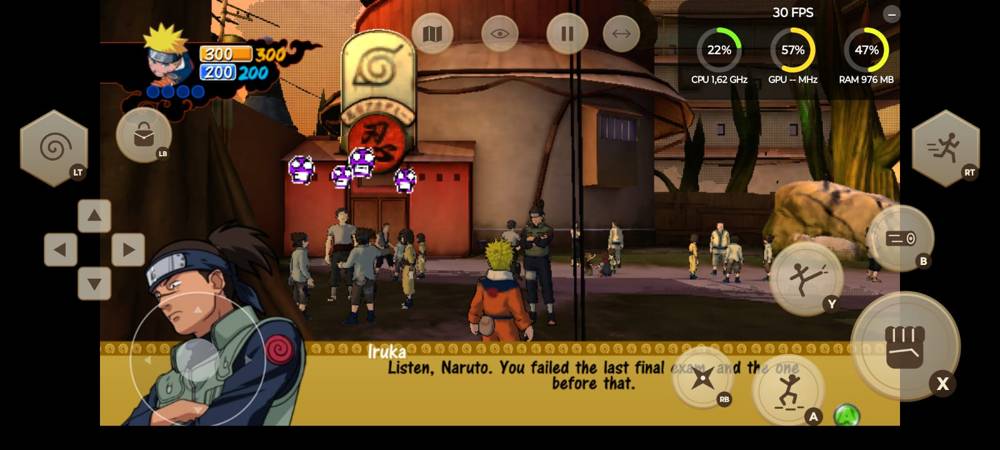 30 FPS
300 300
200 200
22%
57%
47%
CPU 1,62 GHz
GPU -- MHz
RAM 976 MB
LB
LT
RT
忍
B
Y
Iruka
Listen, Naruto. You failed the last final exam, and the one
before that.
X
RB
A
A